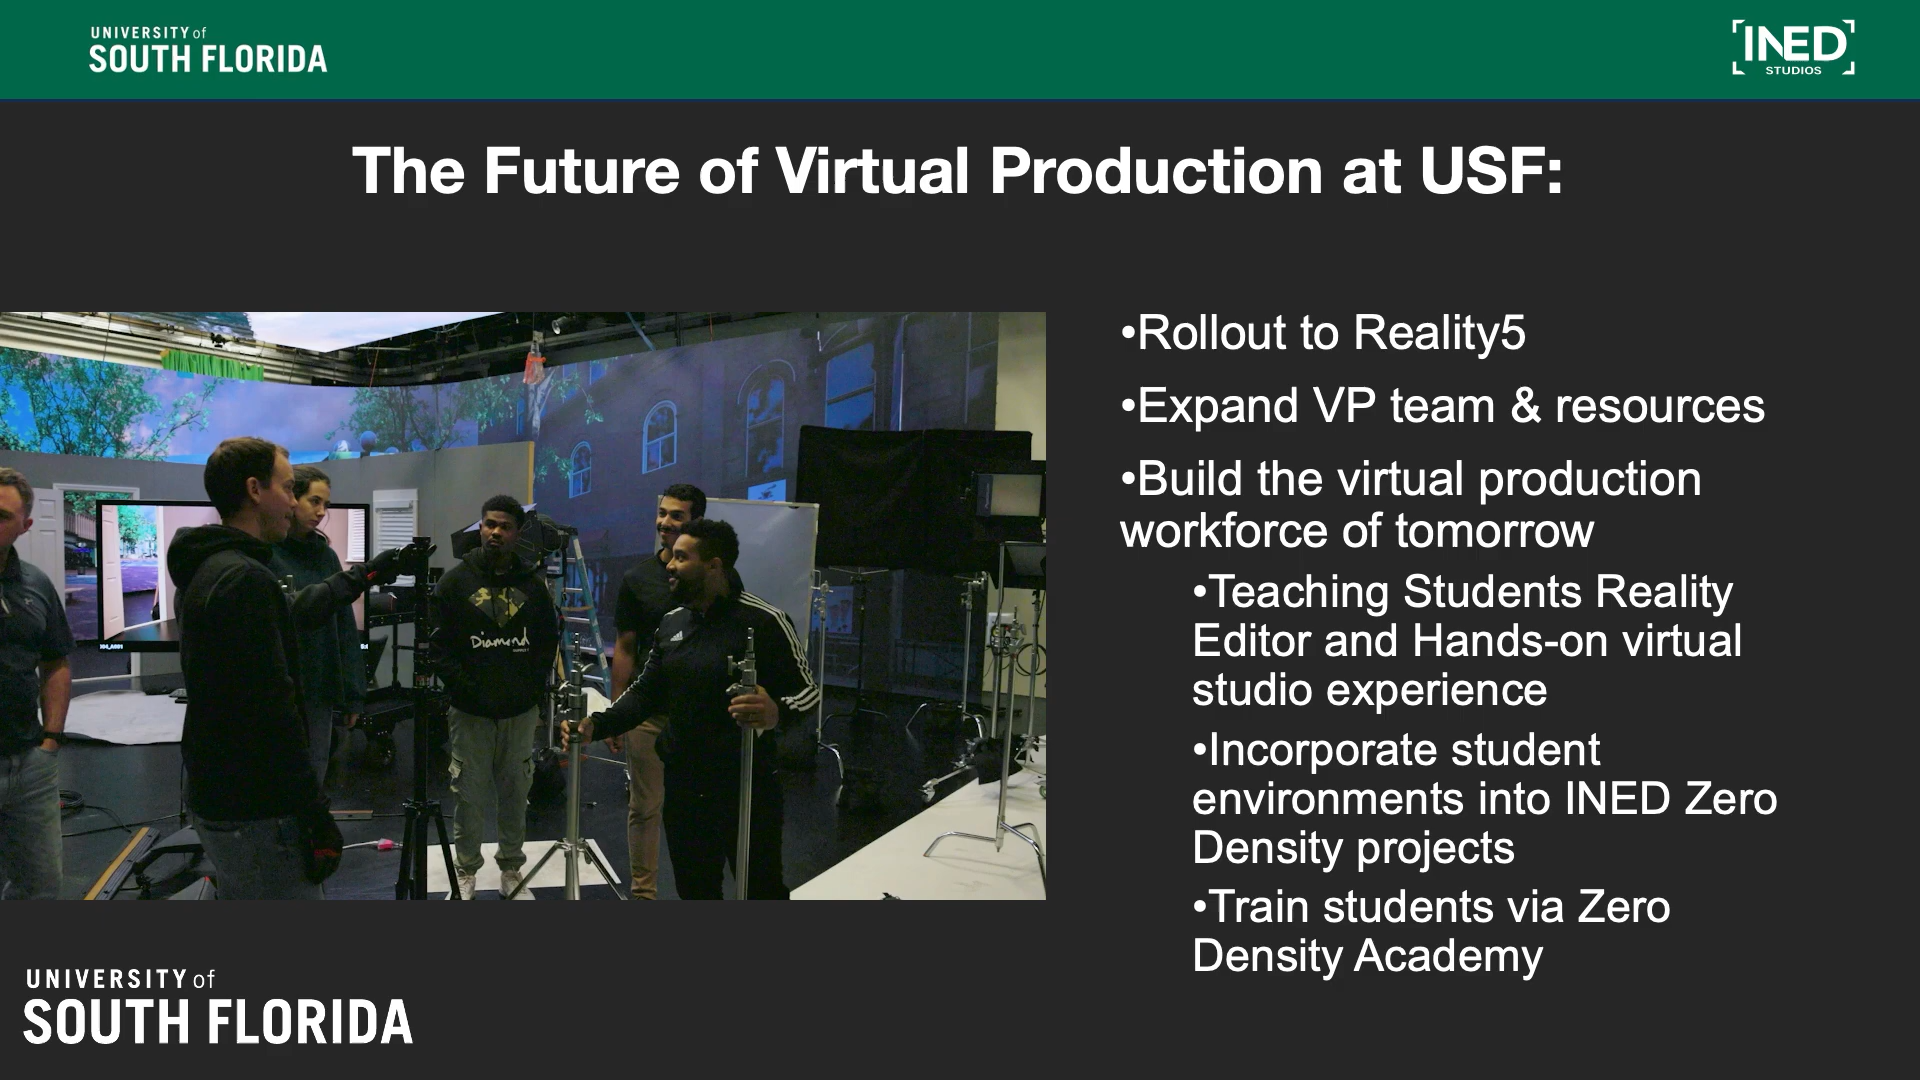 UNIVERSITY of
SOUTH FLORIDA
INED
STUDIOS
The Future of Virtual Production at USF:
•Rollout to Reality5
•Expand VP team & resources
•Build the virtual production
workforce of tomorrow
•Teaching Students Reality
Editor and Hands-on virtual
studio experience
•Incorporate student
environments into INED Zero
Density projects
•Train students via Zero
Density Academy
Diamond
adidas
UNIVERSITY of
SOUTH FLORIDA